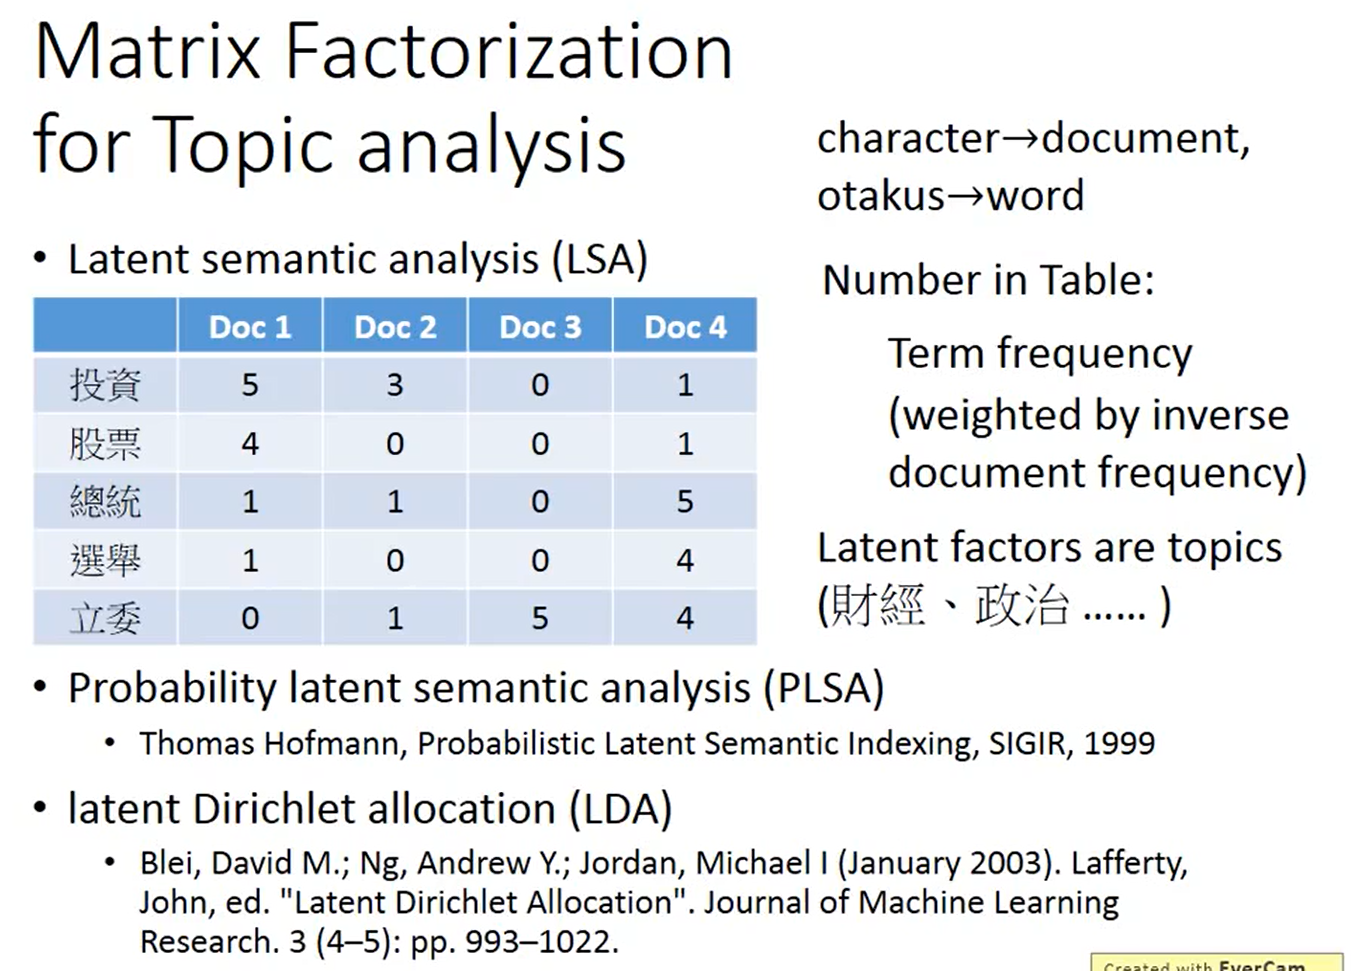 Matrix Factorization
for Topic analysis
character→document,
otakus→word
• Latent semantic analysis (LSA)
Number in Table:
Term frequency
(weighted by inverse
document frequency)
Latent factors are topics
(財經、政治 …… )
Doc 1 Doc 2 Doc 3 Doc 4
投資 5 3 0 1
股票 4 0 0 1
總統 1 1 0 5
選舉 1 0 0 4
立委 0 1 5 4
• Probability latent semantic analysis (PLSA)
• Thomas Hofmann, Probabilistic Latent Semantic Indexing, SIGIR, 1999
• latent Dirichlet allocation (LDA)
• Blei, David M.; Ng, Andrew Y.; Jordan, Michael I (January 2003). Lafferty,
John, ed. "Latent Dirichlet Allocation". Journal of Machine Learning
Research. 3 (4–5): pp. 993–1022.
Created with EverCam